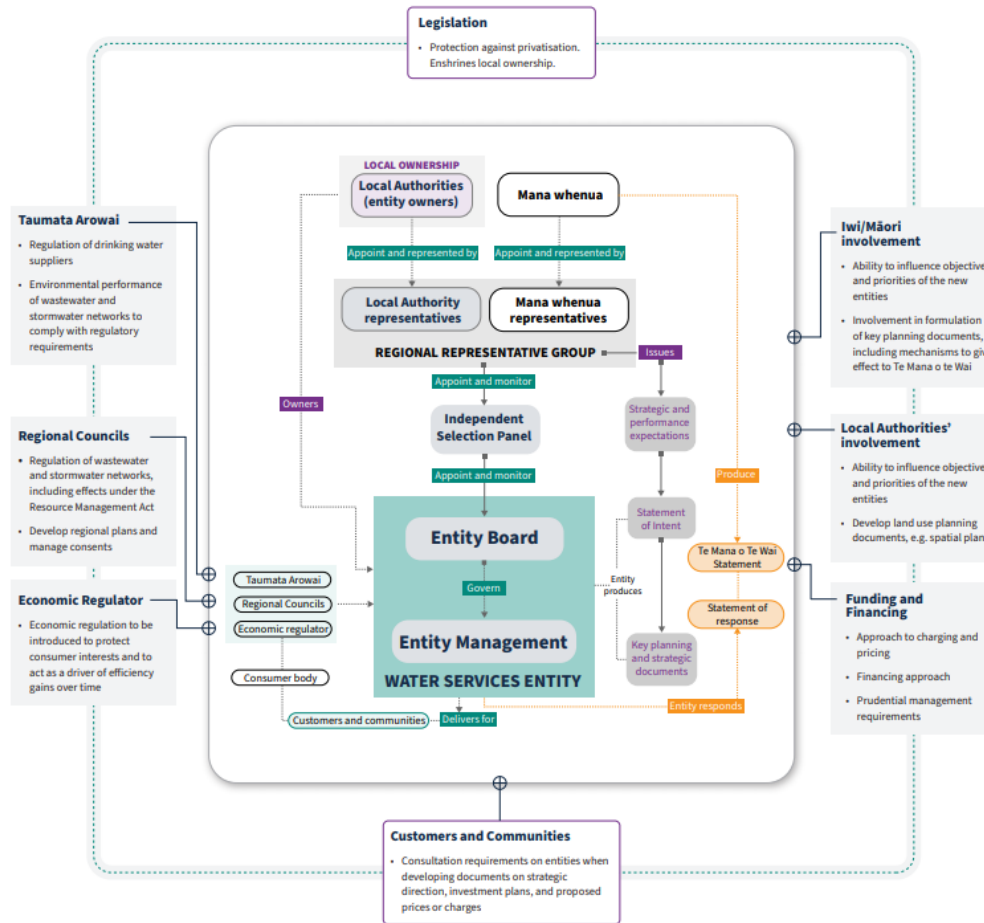 Legislation
• Protection against privatisation.
Enshrines local ownership.
LOCAL OWNERSHIP
Local Authorities
(entity owners)
Mana whenua
Appoint and represented by
Appoint and represented by
Local Authority
representatives
Mana whenua
representatives
REGIONAL REPRESENTATIVE GROUP
Issues
Appoint and monitor
Owners
Independent
Selection Panel
Strategic and
performance
expectations
Appoint and monitor
Produce
Entity Board
Statement
of Intent
Te Mana o Te Wai
Statement
Govern
Entity
produces
Taumata Arowai
Regional Councils
Economic regulator
Statement of
response
Entity Management
Key planning
and strategic
documents
Consumer body
WATER SERVICES ENTITY
Entity responds
Customers and communities
Delivers for
Taumata Arowai
• Regulation of drinking water
suppliers
• Environmental performance
of wastewater and
stormwater networks to
comply with regulatory
requirements
Regional Councils
• Regulation of wastewater
and stormwater networks,
including effects under the
Resource Management Act
• Develop regional plans and
manage consents
Economic Regulator
• Economic regulation to be
introduced to protect
consumer interests and to
act as a driver of efficiency
gains over time
Iwi/Māori
involvement
• Ability to influence objective
and priorities of the new
entities
• Involvement in formulation
of key planning documents,
including mechanisms to giv
effect to Te Mana o te Wai
Local Authorities'
involvement
• Ability to influence objective
and priorities of the new
entities
• Develop land use planning
documents, e.g. spatial plan
Funding and
Financing
• Approach to charging and
pricing
• Financing approach
• Prudential management
requirements
Customers and Communities
• Consultation requirements on entities when
developing documents on strategic
direction, investment plans, and proposed
prices or charges